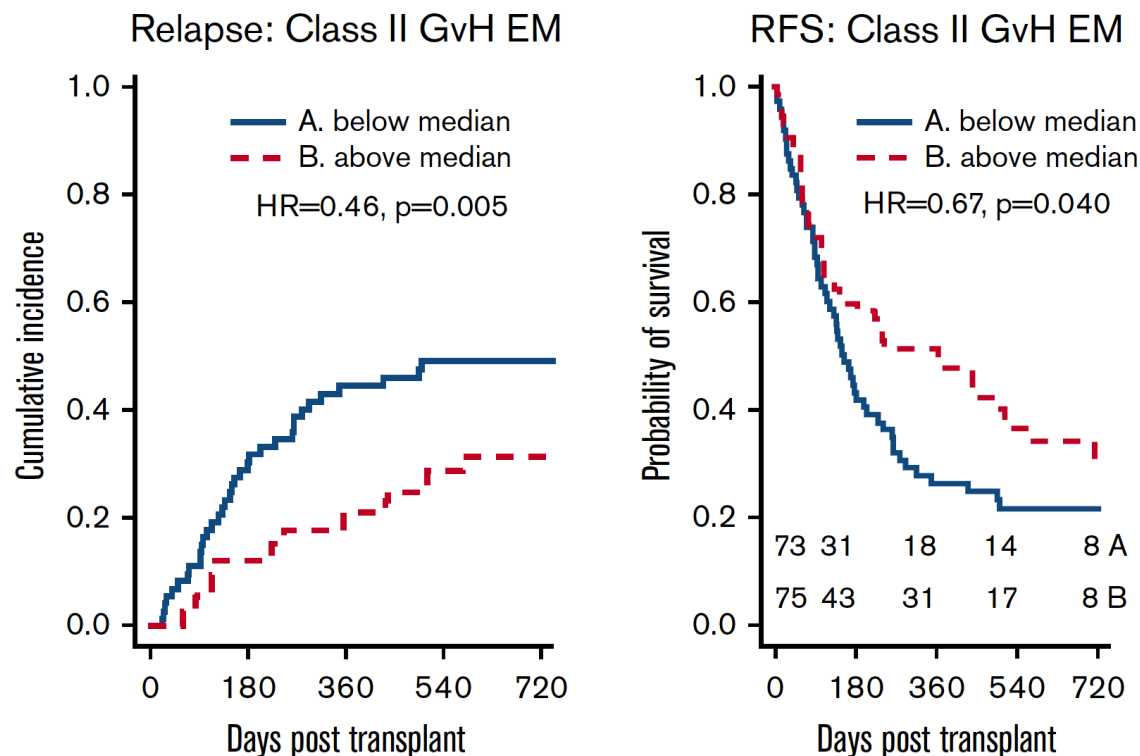 Relapse: Class II GvH EM
1.0
0.8
0.6
0.4
0.2
0.0
Cumulative incidence
A. below median
B. above median
HR=0.46, p=0.005
0 180 360 540 720
Days post transplant
RFS: Class II GvH EM
1.0
0.8
0.6
0.4
0.2
0.0
Probability of survival
A. below median
B. above median
HR=0.67, p=0.040
73 31 18 14 8 A
75 43 31 17 8 B
0 180 360 540 720
Days post transplant